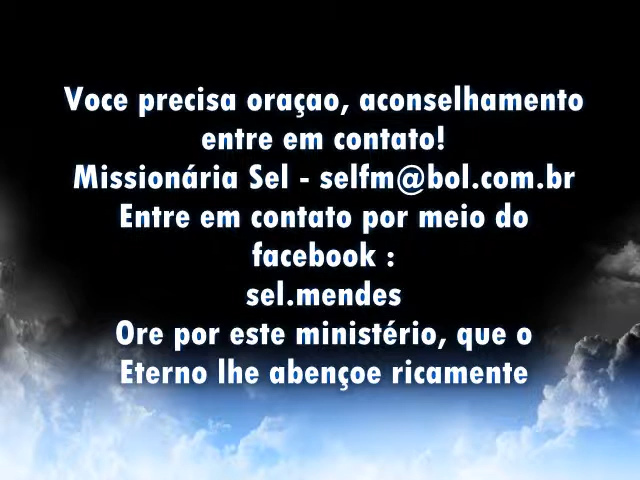 Voce precisa oraçao, aconselhamento
entre em contato!
Missionária Sel - selfm@bol.com.br
Entre em contato por meio do
facebook :
sel.mendes
Ore por este ministério, que o
Eterno lhe abençoe ricamente